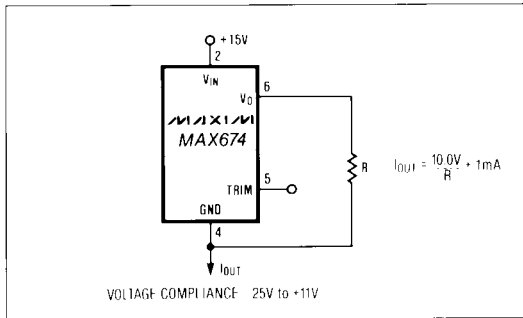 +15V
2
VIN
6
VO
MAXIM
MAX674
5
TRIM
R
IOUT = 10.0V/R + 1mA
GND
4
IOUT
VOLTAGE COMPLIANCE 25V to +11V